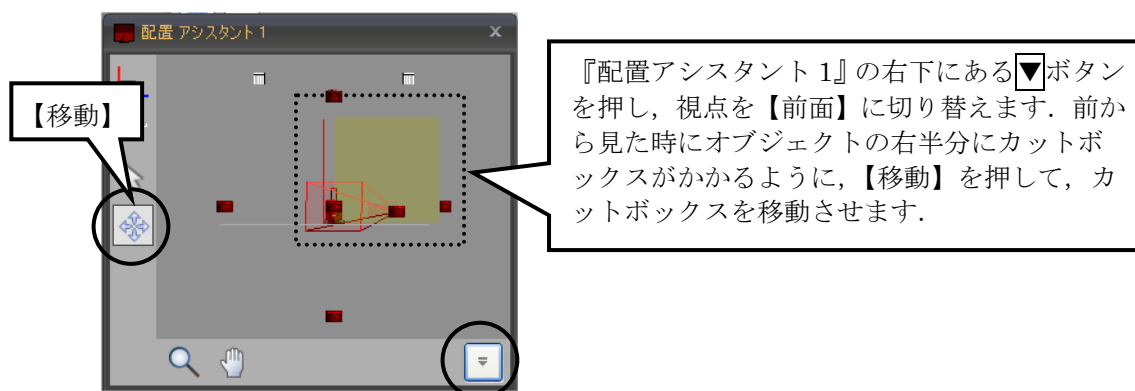 配置 アシスタント 1
x
【移動】
『配置アシスタント 1』の右下にある▼ボタン
を押し，視点を【前面】に切り替えます．前か
ら見た時にオブジェクトの右半分にカットボ
ックスがかかるように，【移動】を押して，カ
ットボックスを移動させます．